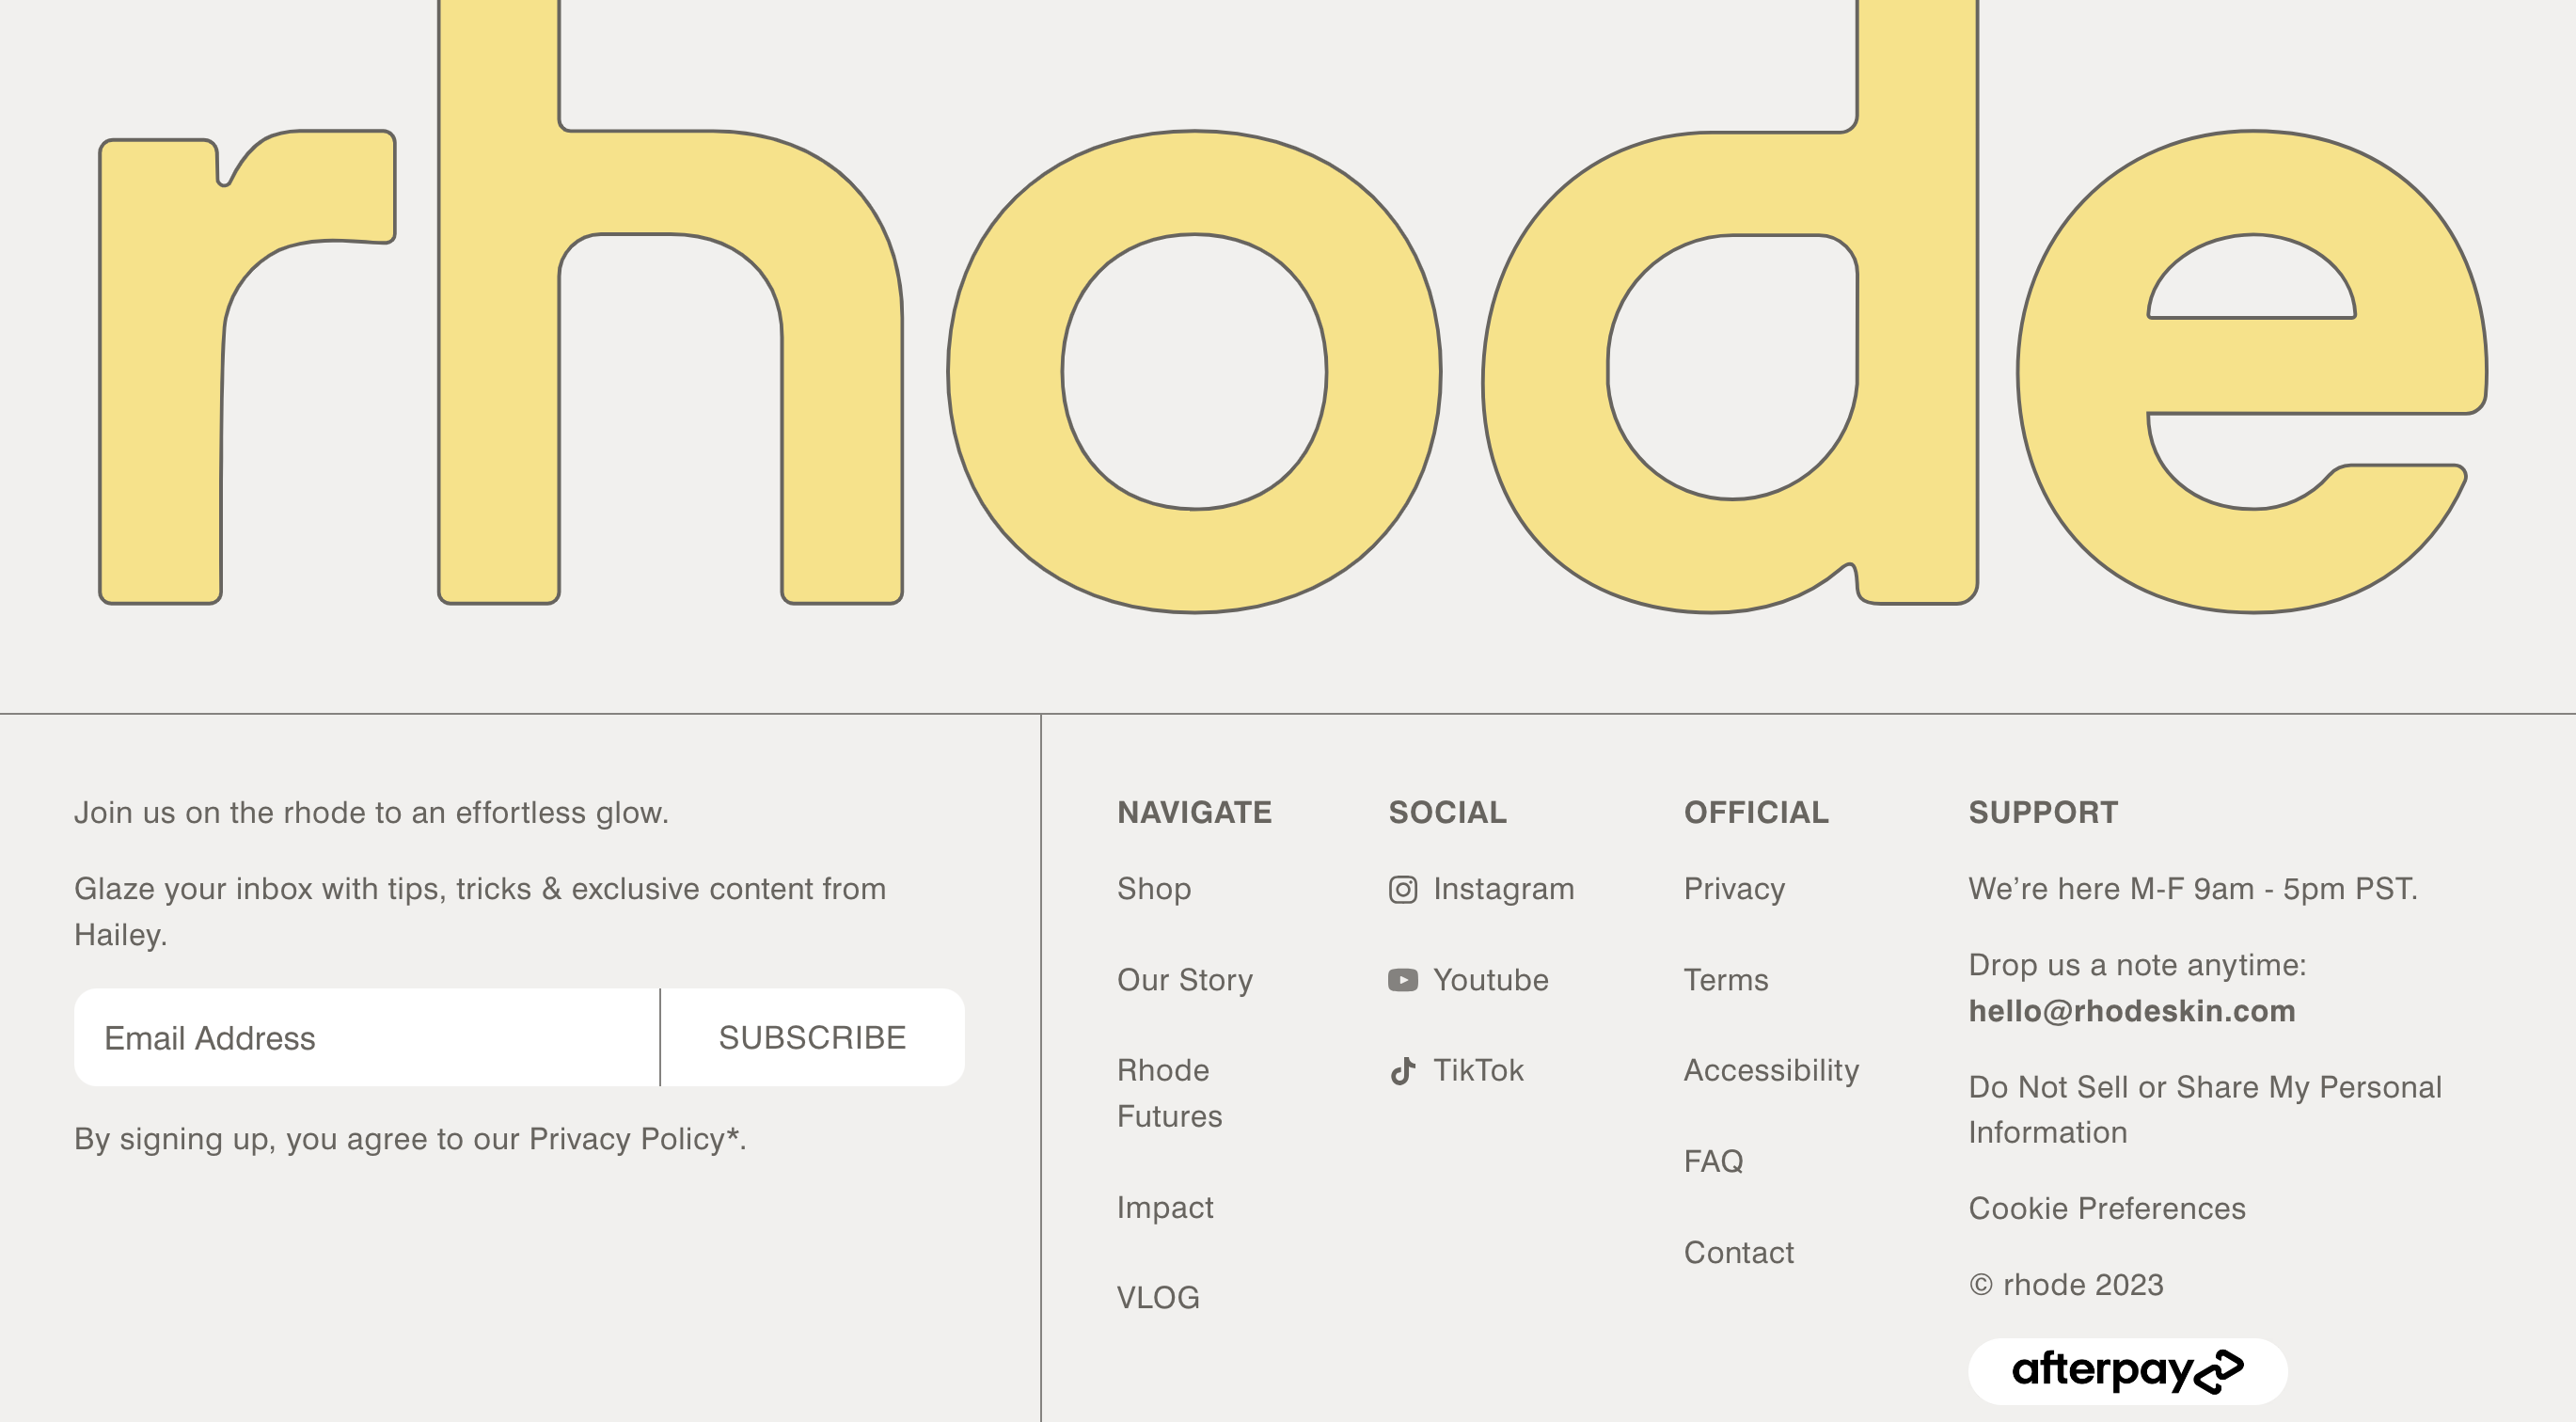 rhode
Join us on the rhode to an effortless glow.
Glaze your inbox with tips, tricks & exclusive content from
Hailey.
Email Address
SUBSCRIBE
By signing up, you agree to our Privacy Policy*.
NAVIGATE
Shop
Our Story
Rhode
Futures
Impact
VLOG
SOCIAL
Instagram
Youtube
TikTok
OFFICIAL
Privacy
Terms
Accessibility
FAQ
Contact
SUPPORT
We’re here M-F 9am - 5pm PST.
Drop us a note anytime:
hello@rhodeskin.com
Do Not Sell or Share My Personal
Information
Cookie Preferences
© rhode 2023
afterpay